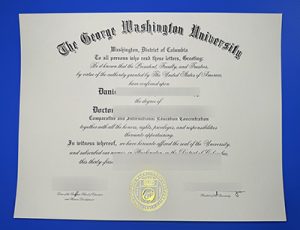 The George Washington University
Washington, District of Columbia
To all persons who read these letters, Greeting:
Be it known that the President, Faculty, and Trustees,
by virtue of the authority granted by The United States of America,
have conferred upon
Dani
the degree of
Doctor
Comparative and International Education Concentration
together with all the honors, rights, privileges, and responsibilities
thereunto appertaining.
In witness whereof, we have hereunto affixed the seal of the University,
and subscribed our names in Washington, in the District of Columbia,
this thirty-first